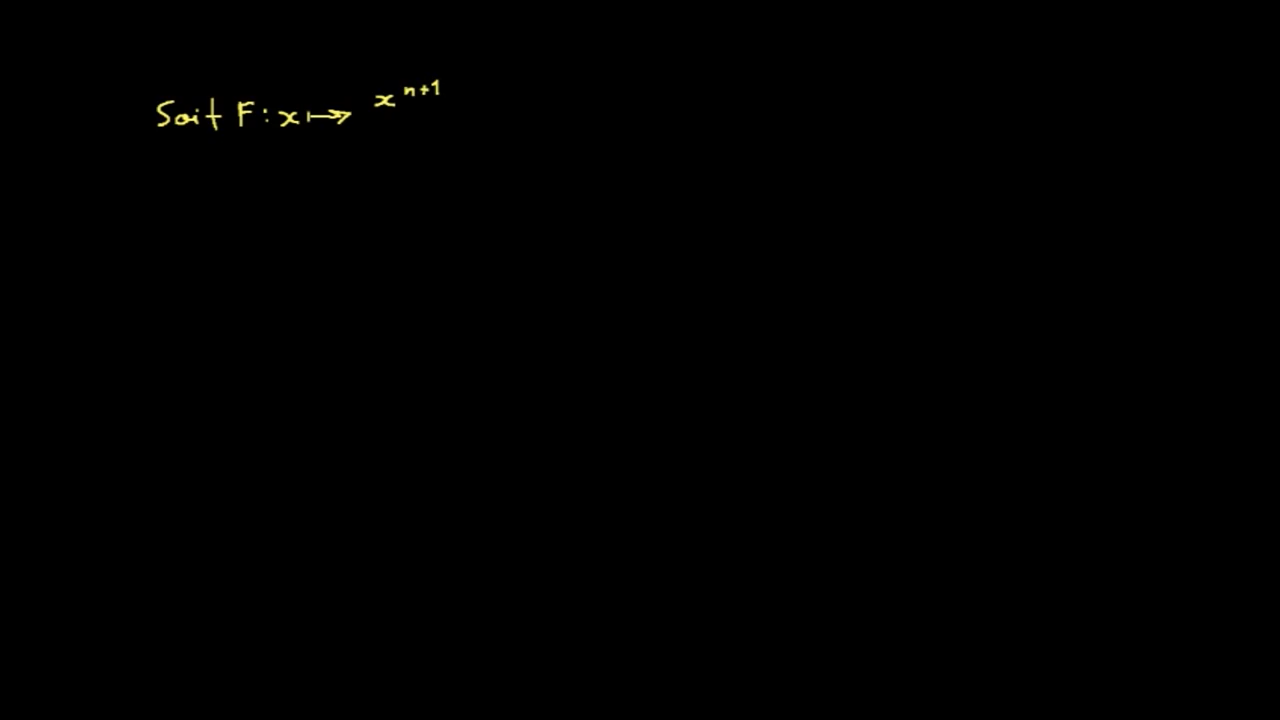 Soit F : x ↦ x^{n+1}